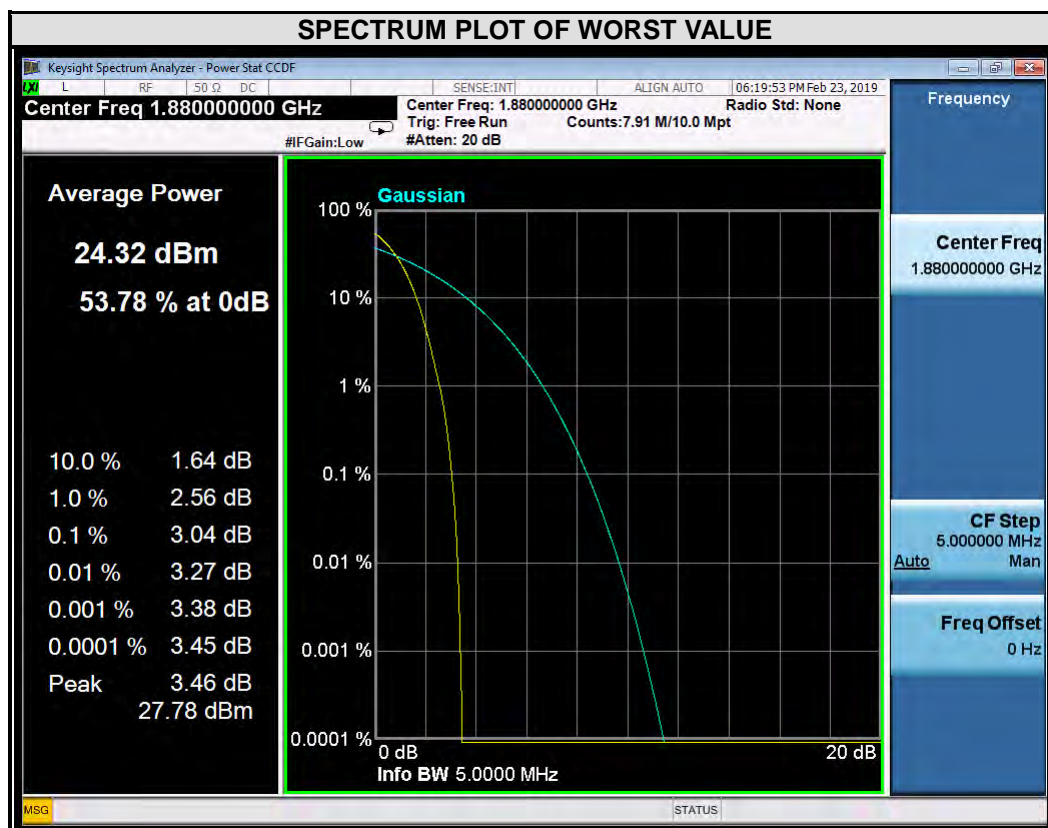 SPECTRUM PLOT OF WORST VALUE
Keysight Spectrum Analyzer - Power Stat CCDF
LXI L RF 50 Ω DC SENSE:INT ALIGN AUTO 06:19:53 PM Feb 23, 2019
Center Freq 1.880000000 GHz
Center Freq: 1.880000000 GHz Radio Std: None
Trig: Free Run Counts:7.91 M/10.0 Mpt
#IFGain:Low #Atten: 20 dB
Average Power
24.32 dBm
53.78 % at 0dB
10.0 % 1.64 dB
1.0 % 2.56 dB
0.1 % 3.04 dB
0.01 % 3.27 dB
0.001 % 3.38 dB
0.0001 % 3.45 dB
Peak 3.46 dB
27.78 dBm
Gaussian
100 %
10 %
1 %
0.1 %
0.01 %
0.001 %
0.0001 %
0 dB 20 dB
Info BW 5.0000 MHz
Frequency
Center Freq
1.880000000 GHz
CF Step
5.000000 MHz
Auto Man
Freq Offset
0 Hz
MSG STATUS